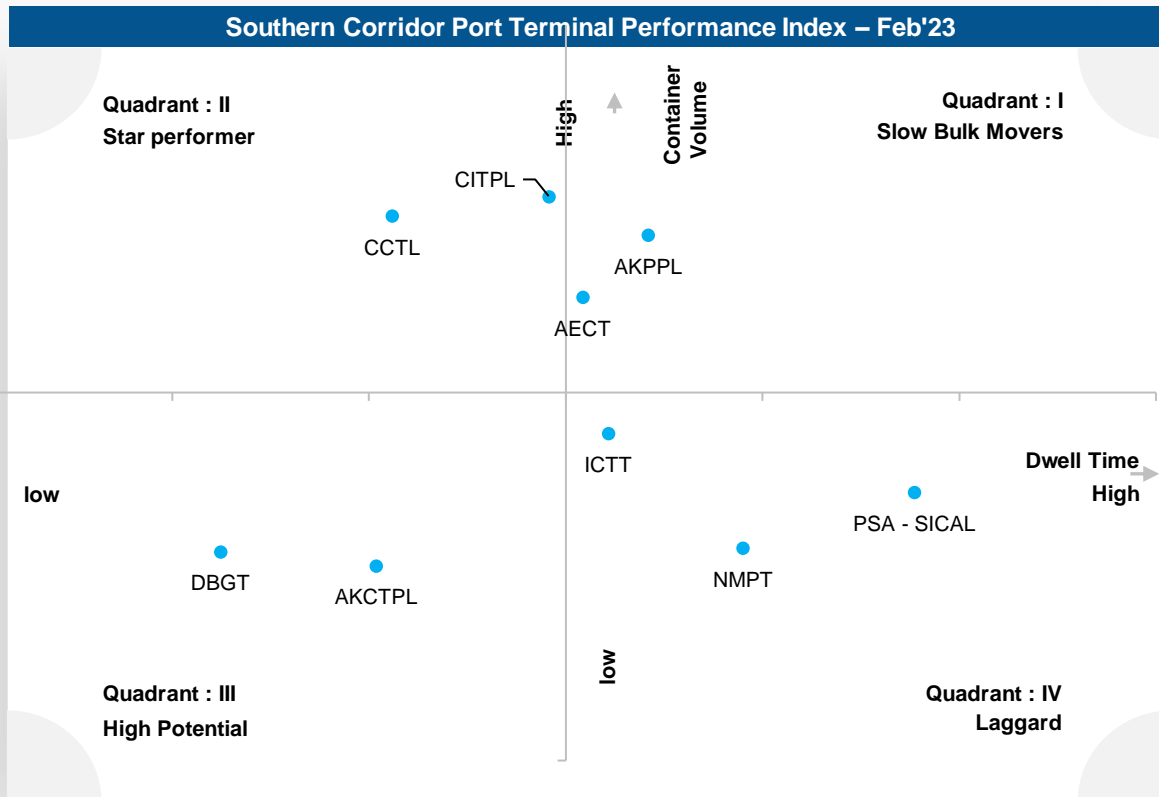 Southern Corridor Port Terminal Performance Index – Feb'23
Quadrant : II
Star performer
High
Container
Volume
Quadrant : I
Slow Bulk Movers
CITPL
CCTL
AKPPL
AECT
ICTT
Dwell Time
High
low
PSA - SICAL
NMPT
DBGT
AKCTPL
low
Quadrant : III
High Potential
Quadrant : IV
Laggard